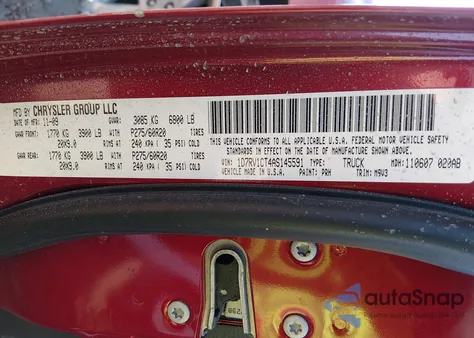 MFD BY CHRYSLER GROUP LLC
DATE OF MFR: 11-09 GVWR: 3085 KG 6800 LB
GAWR FRONT: 1770 KG 3900 LB WITH P275/60R20 TIRES
20X9.0 RIMS AT 240 KPA ( 35 PSI) COLD
GAWR REAR: 1770 KG 3900 LB WITH P275/60R20 TIRES
20X9.0 RIMS AT 240 KPA ( 35 PSI) COLD
THIS VEHICLE CONFORMS TO ALL APPLICABLE U.S.A. FEDERAL MOTOR VEHICLE SAFETY
STANDARDS IN EFFECT ON THE DATE OF MANUFACTURE SHOWN ABOVE.
VIN: 1D7RV1CT4AS145591 TYPE: TRUCK MDH: 110607 020AB
VEHICLE MADE IN U.S.A. PAINT: PRH TRIM: M9V3
autoSnap